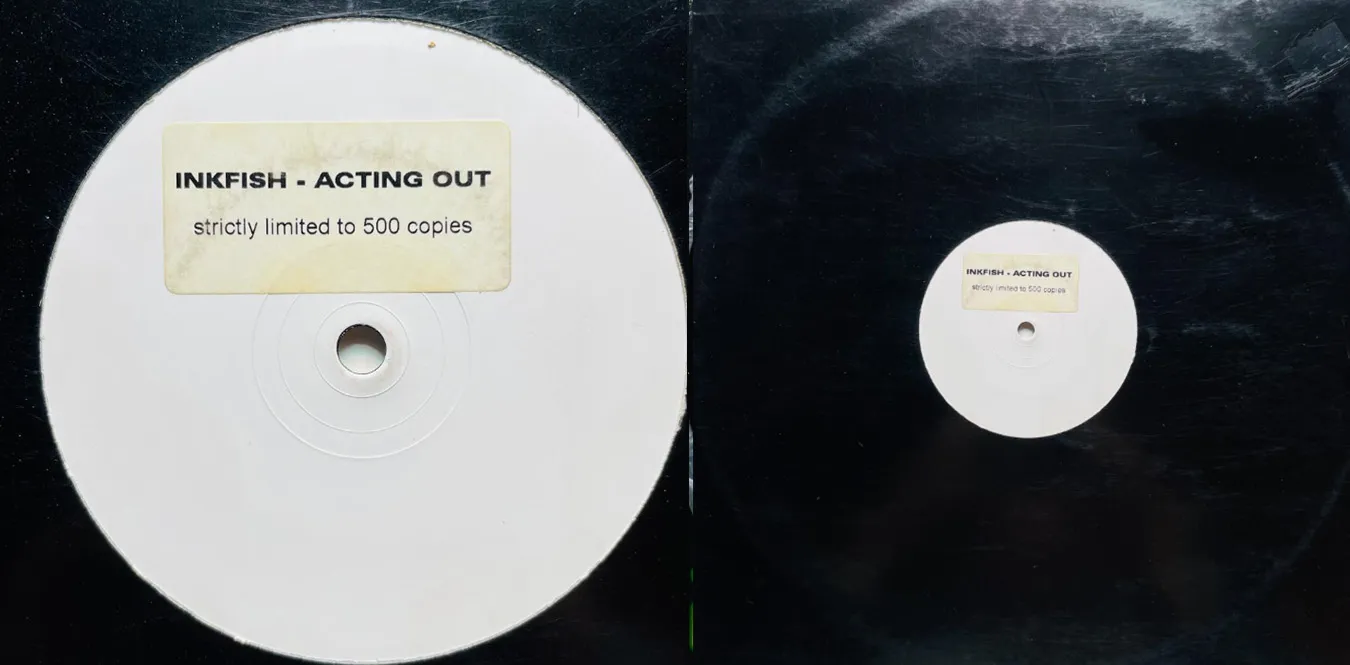 INKFISH - ACTING OUT
strictly limited to 500 copies
INKFISH - ACTING OUT
strictly limited to 500 copies